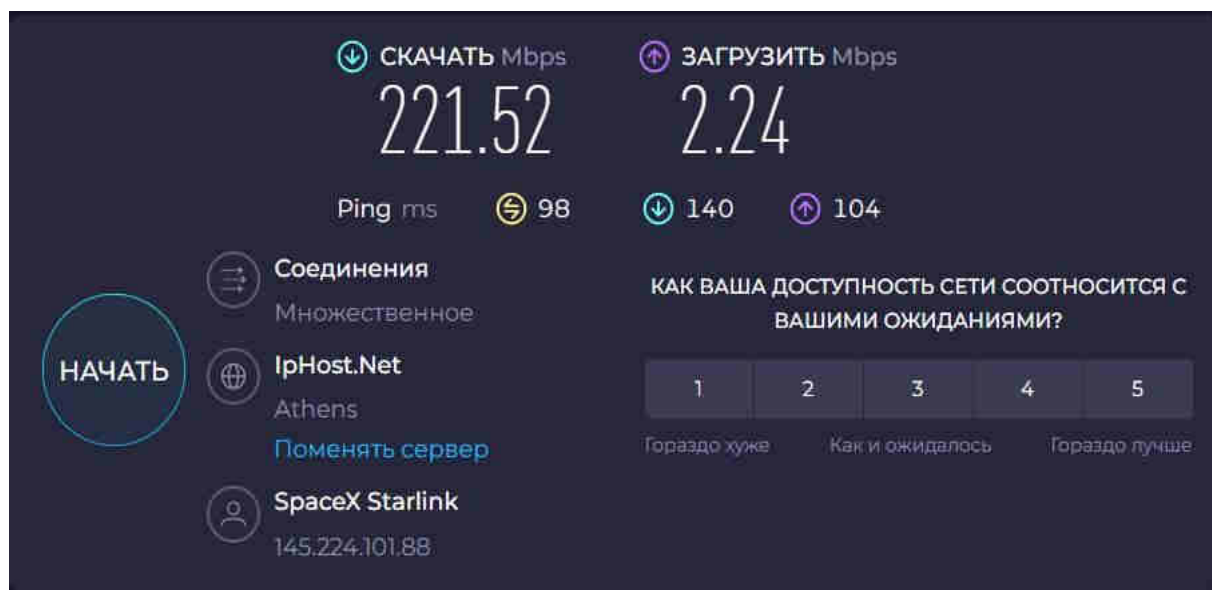 СКАЧАТЬ Mbps
221.52
ЗАГРУЗИТЬ Mbps
2.24
Ping ms 98 140 104
НАЧАТЬ
Соединения
Множественное
IpHost.Net
Athens
Поменять сервер
SpaceX Starlink
145.224.101.88
КАК ВАША ДОСТУПНОСТЬ СЕТИ СООТНОСИТСЯ С
ВАШИМИ ОЖИДАНИЯМИ?
1 2 3 4 5
Гораздо хуже Как и ожидалось Гораздо лучше